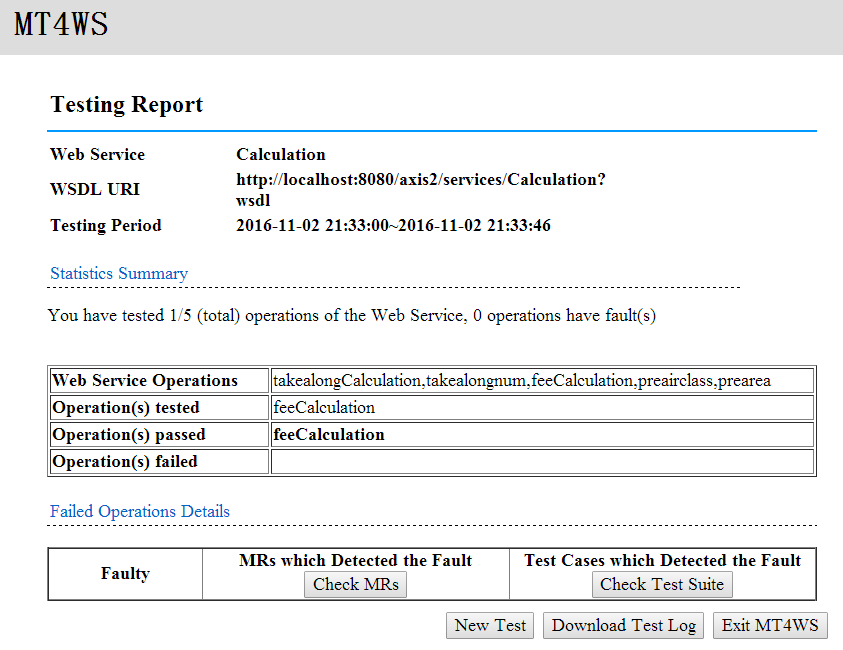 MT4WS
Testing Report
Web Service Calculation
WSDL URI http://localhost:8080/axis2/services/Calculation?
wsdl
Testing Period 2016-11-02 21:33:00~2016-11-02 21:33:46
Statistics Summary
You have tested 1/5 (total) operations of the Web Service, 0 operations have fault(s)
Web Service Operations takealongCalculation,takealongnum,feeCalculation,preairclass,prearea
Operation(s) tested feeCalculation
Operation(s) passed feeCalculation
Operation(s) failed
Failed Operations Details
Faulty MRs which Detected the Fault Test Cases which Detected the Fault
Check MRs Check Test Suite
New Test Download Test Log Exit MT4WS